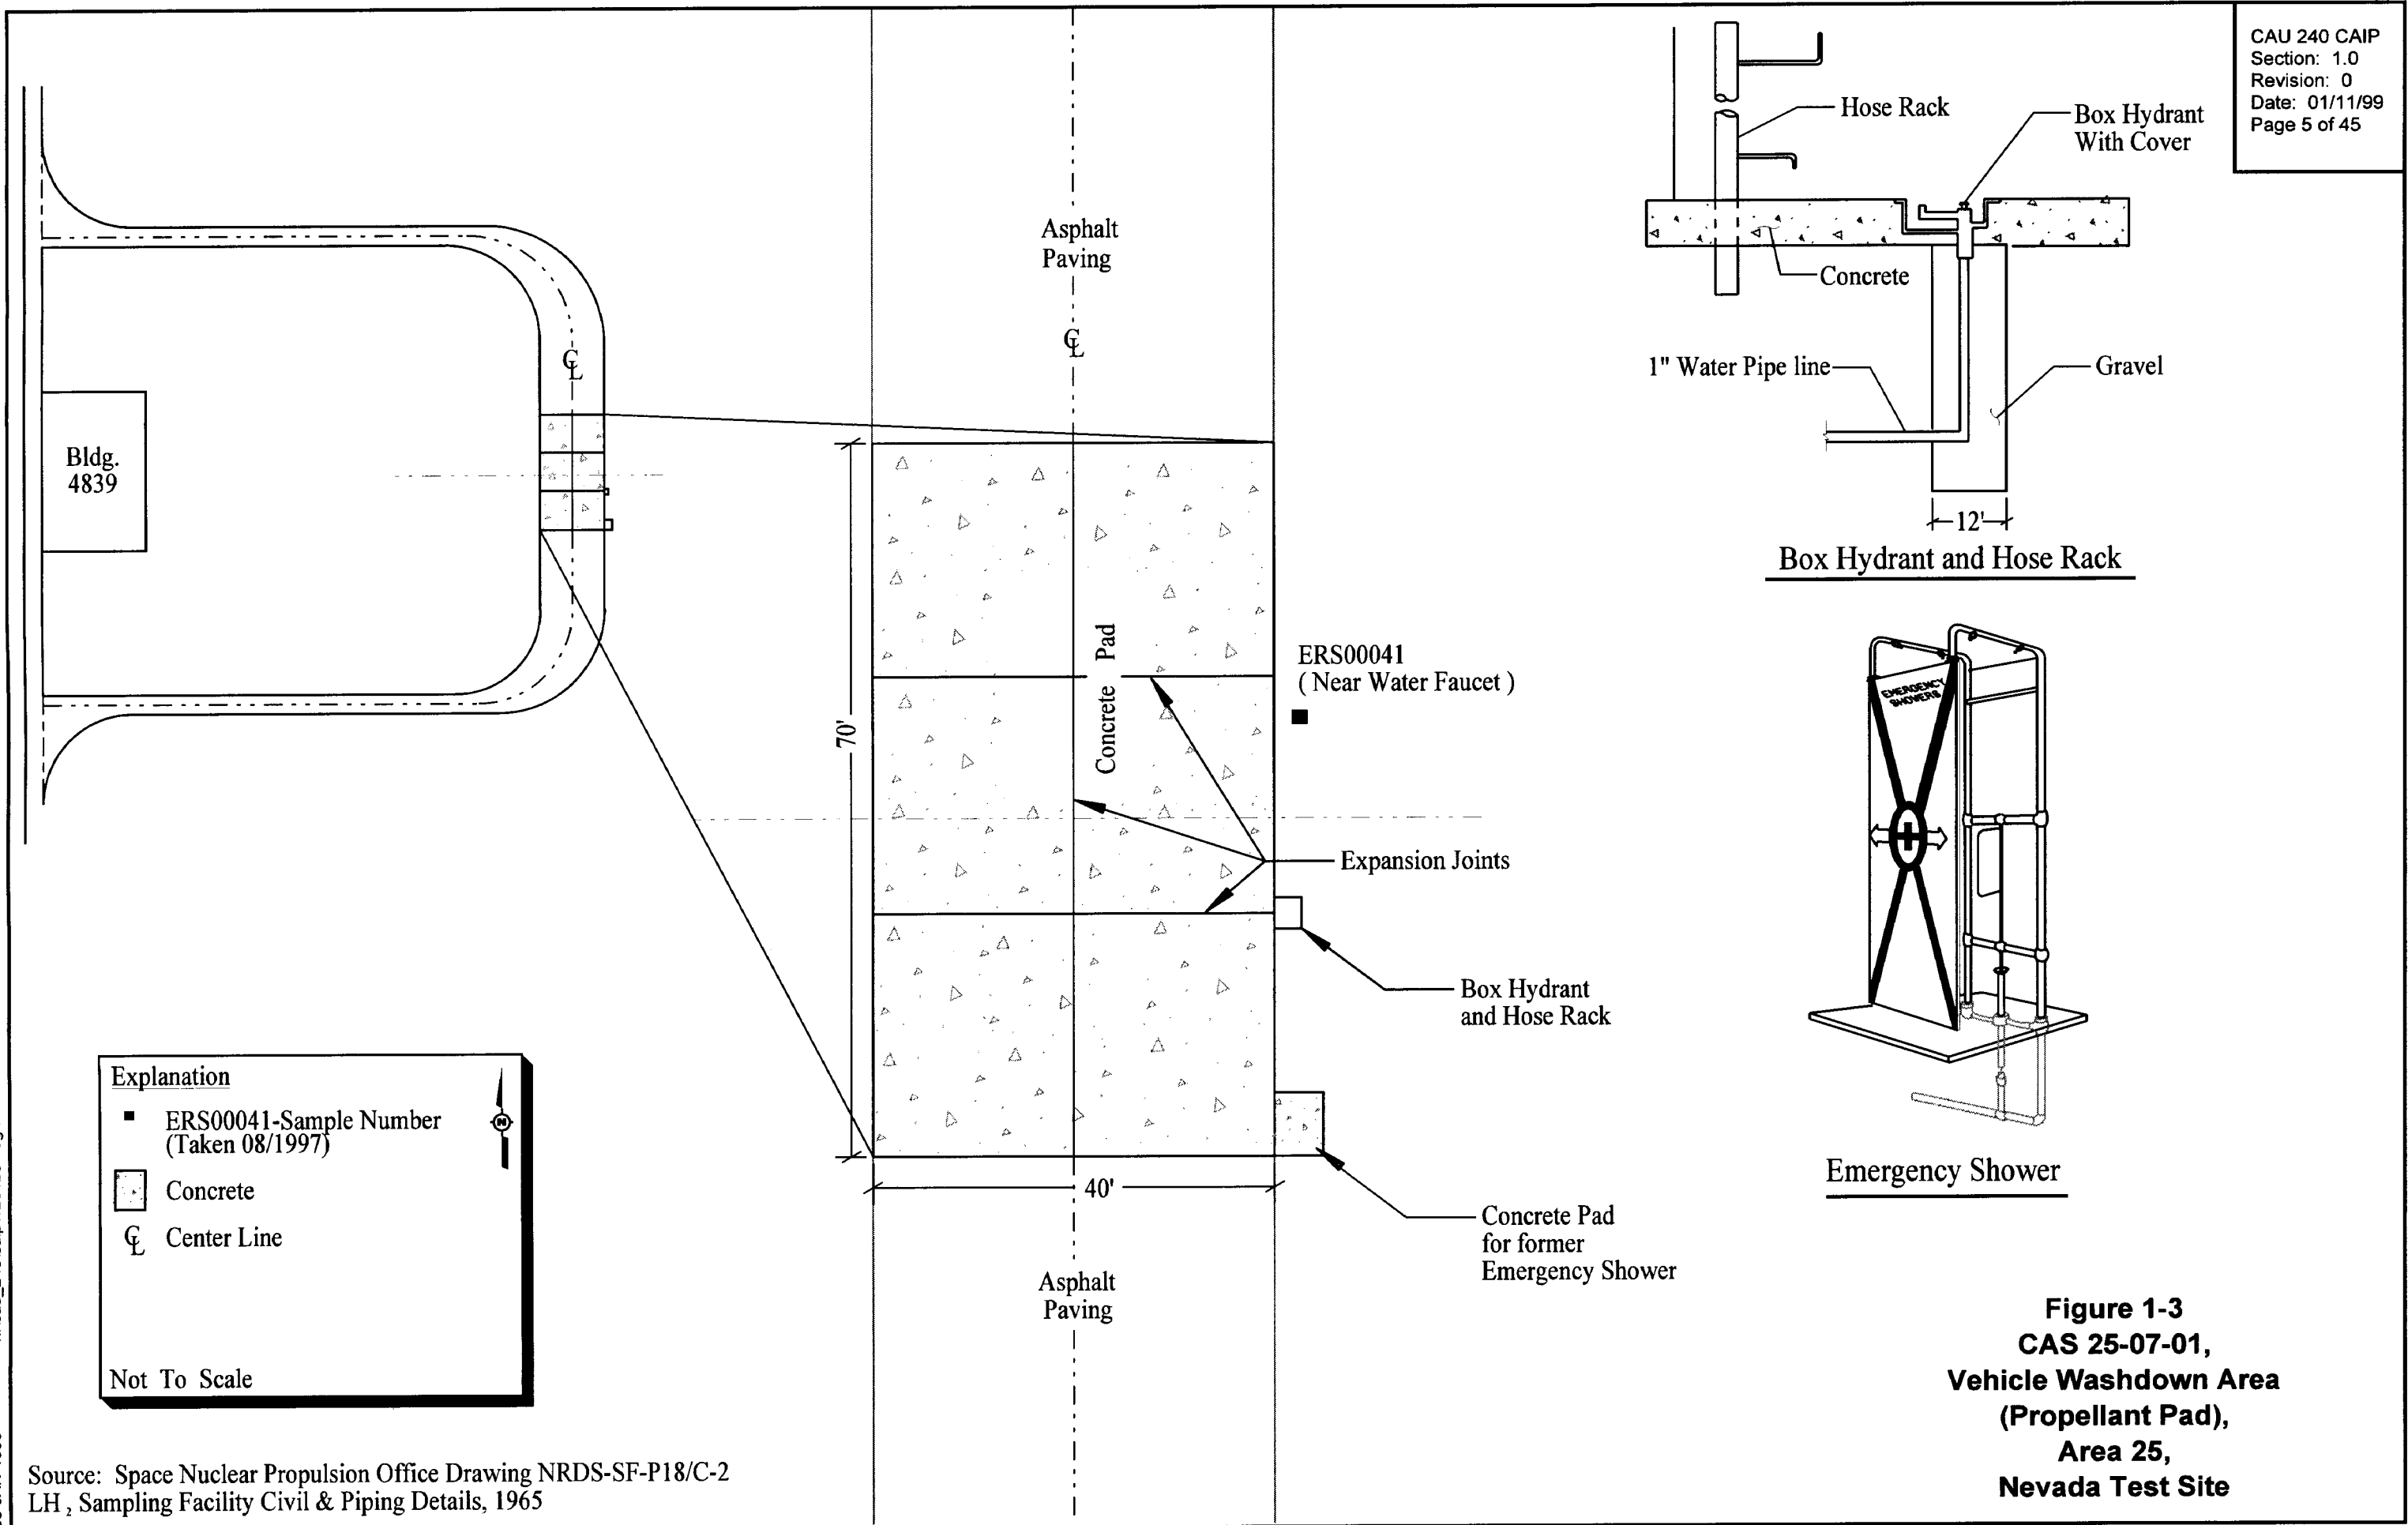 CAU 240 CAIP
Section: 1.0
Revision: 0
Date: 01/11/99
Page 5 of 45
Hose Rack
Box Hydrant
With Cover
Concrete
1" Water Pipe line
Gravel
12'
Box Hydrant and Hose Rack
Asphalt
Paving
℄
℄
Bldg.
4839
70'
Concrete Pad
ERS00041
( Near Water Faucet )
Expansion Joints
Box Hydrant
and Hose Rack
40'
Concrete Pad
for former
Emergency Shower
Asphalt
Paving
EMERGENCY
SHOWERS
Emergency Shower
Explanation
ERS00041-Sample Number
(Taken 08/1997)
N
Concrete
℄ Center Line
Not To Scale
Source: Space Nuclear Propulsion Office Drawing NRDS-SF-P18/C-2
LH , Sampling Facility Civil & Piping Details, 1965
Figure 1-3
CAS 25-07-01,
Vehicle Washdown Area
(Propellant Pad),
Area 25,
Nevada Test Site